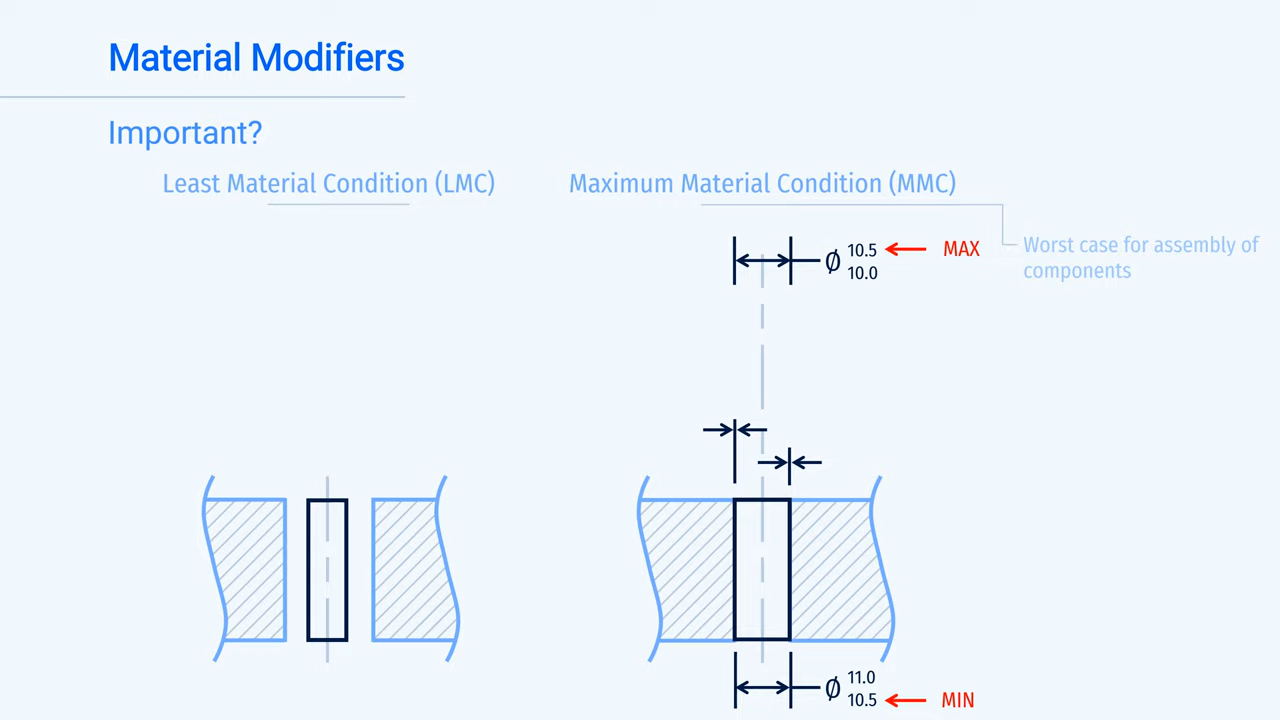 Material Modifiers
Important?
Least Material Condition (LMC)
Maximum Material Condition (MMC)
Worst case for assembly of
components
Ø 10.5
10.0
MAX
Ø 11.0
10.5
MIN